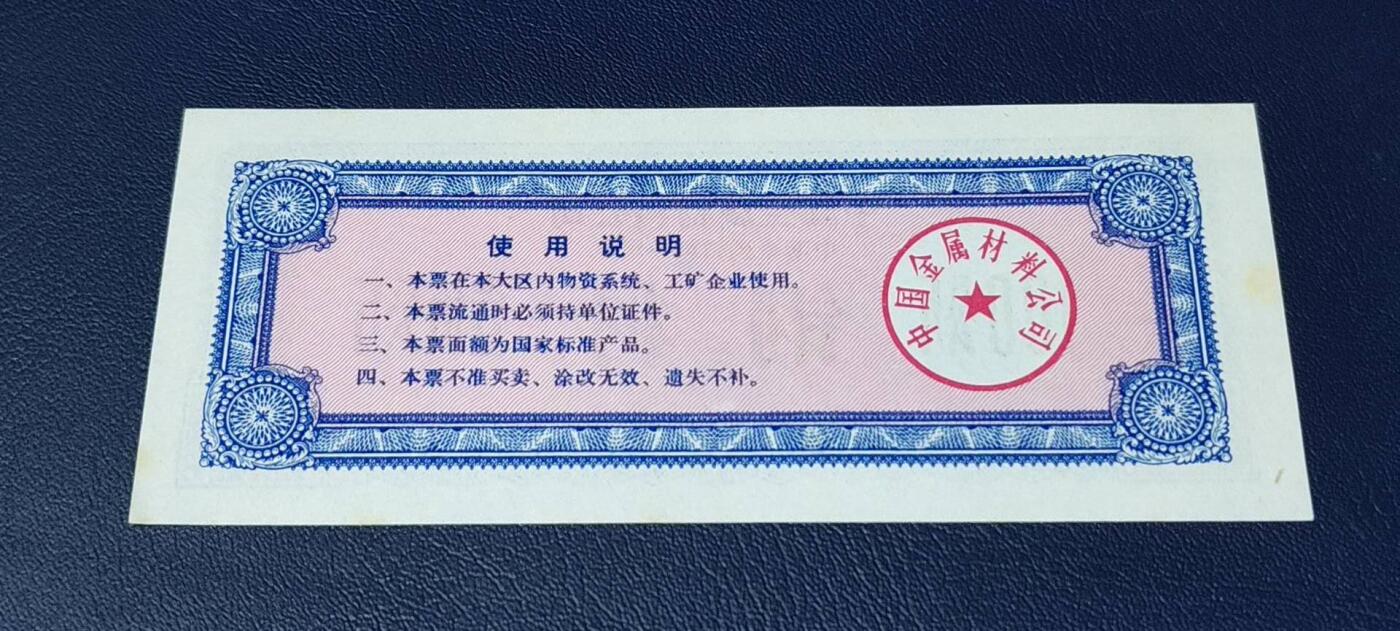 使用说明
一、本票在本大区内物资系统、工矿企业使用。
二、本票流通时必须持单位证件。
三、本票面额为国家标准产品。
四、本票不准买卖、涂改无效、遗失不补。
中国金属材料公司